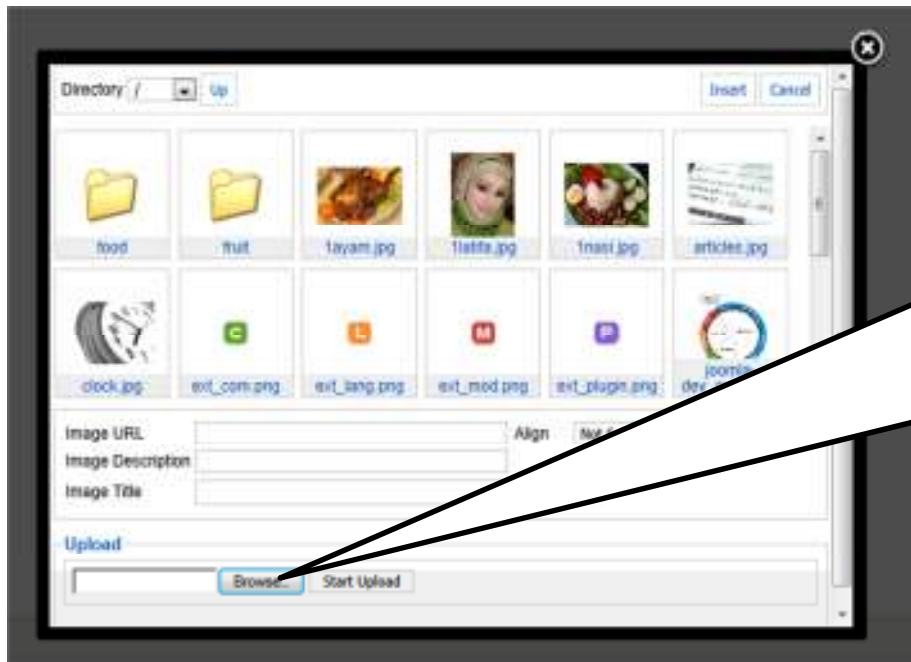 Directory / Up Insert Cancel
food fruit 1ayam.jpg 1latifa.jpg 1nasi.jpg articles.jpg
C L M P
clock.jpg ext_com.png ext_lang.png ext_mod.png ext_plugin.png
Image URL Align Not
Image Description
Image Title
Upload
Browse... Start Upload